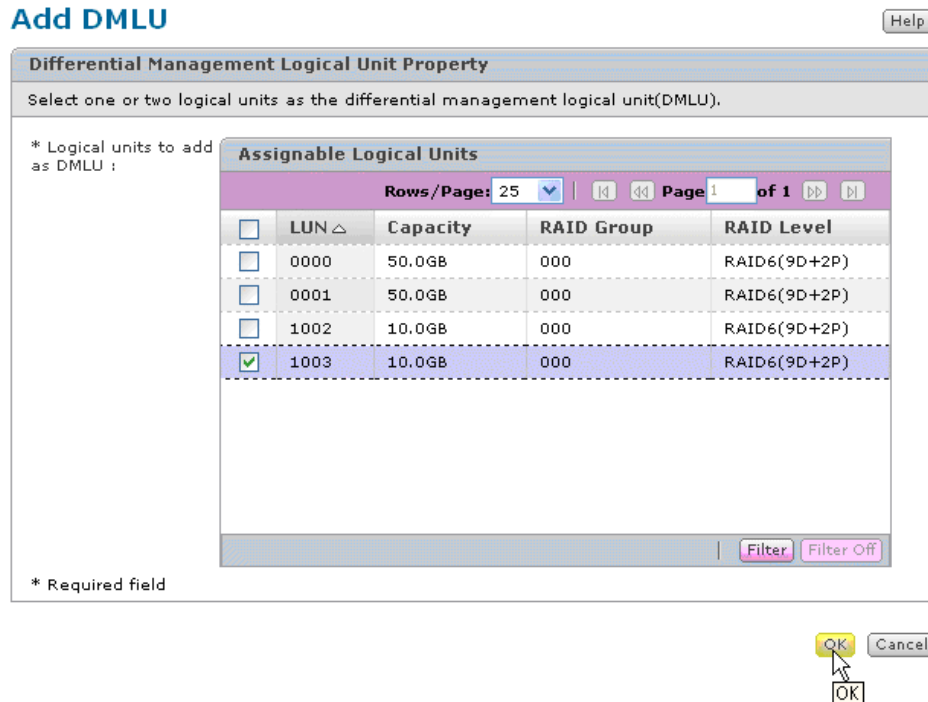 Add DMLU
Help
Differential Management Logical Unit Property
Select one or two logical units as the differential management logical unit(DMLU).
* Logical units to add
as DMLU :
Assignable Logical Units
Rows/Page: 25 Page 1 of 1
LUN Capacity RAID Group RAID Level
0000 50.0GB 000 RAID6(9D+2P)
0001 50.0GB 000 RAID6(9D+2P)
1002 10.0GB 000 RAID6(9D+2P)
1003 10.0GB 000 RAID6(9D+2P)
Filter Filter Off
* Required field
OK Cancel
OK